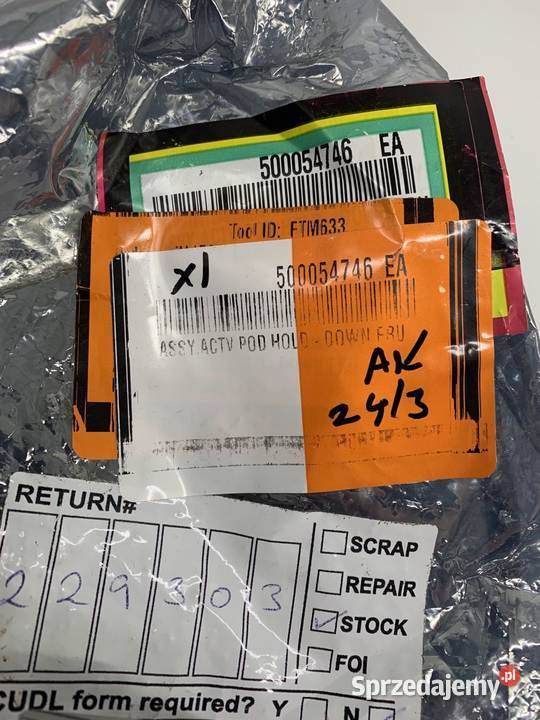 500054746 EA
Tool ID: FTM633
x1
500054746 EA
ASSY,ACTV POD HOLD - DOWN FRU
AK
24/3
RETURN#
229303
SCRAP
REPAIR
STOCK
FOI
CUDL form required? Y N
Sprzedajemy.pl